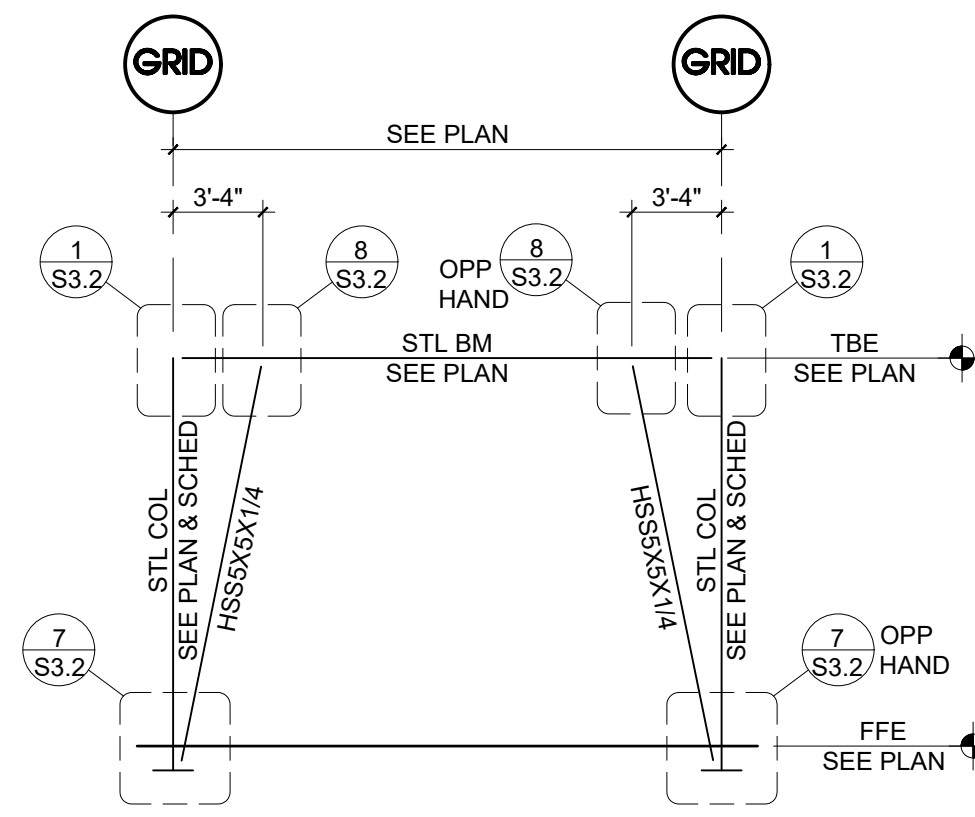 GRID
GRID
SEE PLAN
3'-4"
3'-4"
1
S3.2
8
S3.2
OPP
HAND
8
S3.2
1
S3.2
STL BM
SEE PLAN
TBE
SEE PLAN
STL COL
SEE PLAN & SCHED
HSS5X5X1/4
HSS5X5X1/4
STL COL
SEE PLAN & SCHED
7
S3.2
7
S3.2
OPP
HAND
FFE
SEE PLAN